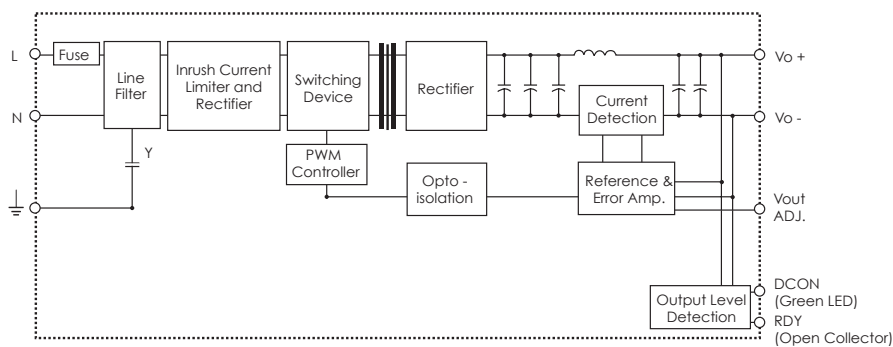 L
Fuse
Line
Filter
Inrush Current
Limiter and
Rectifier
Switching
Device
Rectifier
Current
Detection
Vo +
N
Vo -
Y
PWM
Controller
Opto -
isolation
Reference &
Error Amp.
Vout
ADJ.
Output Level
Detection
DCON
(Green LED)
RDY
(Open Collector)